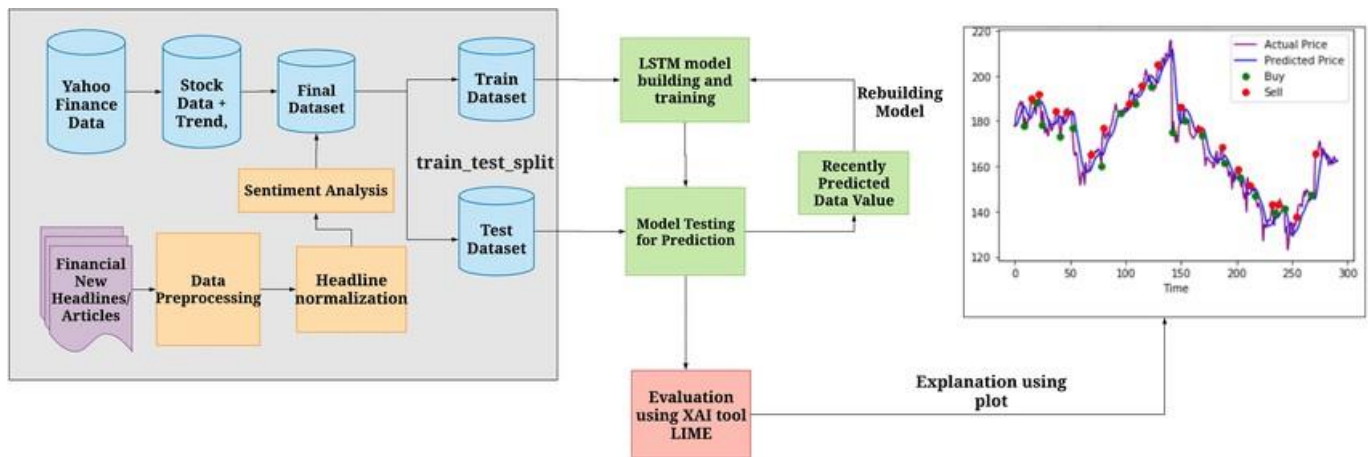 Yahoo
Finance
Data
Stock
Data +
Trend,
Final
Dataset
Train
Dataset
Sentiment Analysis
train_test_split
Test
Dataset
Financial
New
Headlines/
Articles
Data
Preprocessing
Headline
normalization
LSTM model
building and
training
Rebuilding
Model
Recently
Predicted
Data Value
Model Testing
for Prediction
Evaluation
using XAI tool
LIME
Explanation using
plot
220
200
180
160
140
120
Actual Price
Predicted Price
Buy
Sell
0 50 100 150 200 250 300
Time